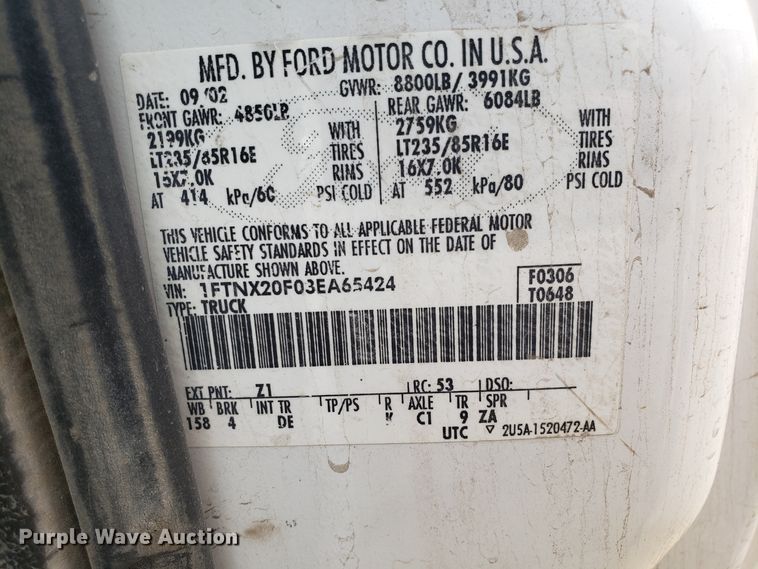 MFD. BY FORD MOTOR CO. IN U.S.A.
DATE: 09/02 GVWR: 8800LB/ 3991KG
FRONT GAWR: 4850LB REAR GAWR: 6084LB
2199KG WITH 2759KG WITH
LT235/85R16E TIRES LT235/85R16E TIRES
16X7.0K RIMS 16X7.0K RIMS
AT 414 kPa/60 PSI COLD AT 552 kPa/80 PSI COLD
THIS VEHICLE CONFORMS TO ALL APPLICABLE FEDERAL MOTOR
VEHICLE SAFETY STANDARDS IN EFFECT ON THE DATE OF
MANUFACTURE SHOWN ABOVE.
VIN: 1FTNX20F03EA65424 F0306
TYPE: TRUCK T0648
EXT PNT: Z1 RC: 53 DSO:
WB BRK INT TR TP/PS R AXLE TR SPR
158 4 DE N C1 9 ZA
UTC ▽ 2U5A-1520472-AA
Purple Wave Auction